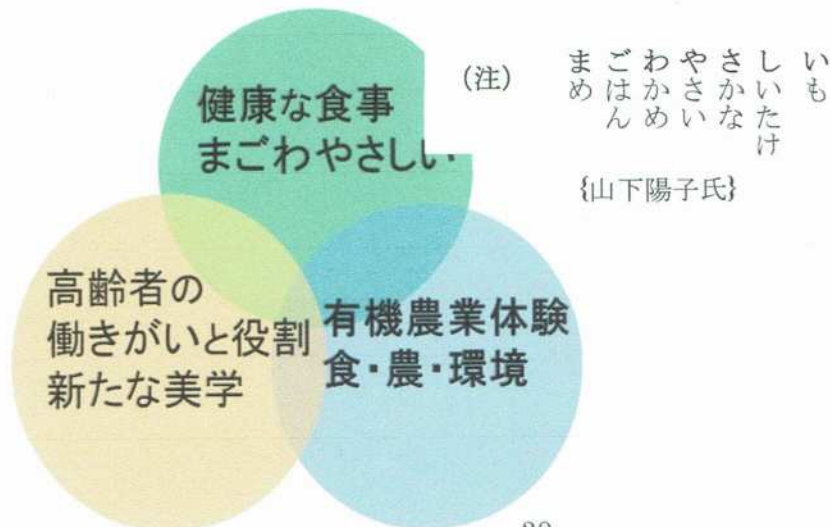 健康な食事
まごわやさしい
高齢者の
働きがいと役割
新たな美学
有機農業体験
食・農・環境
(注)
いも
しいたけ
さかな
やさい
わかめ
ごはん
まめ
{山下陽子氏}